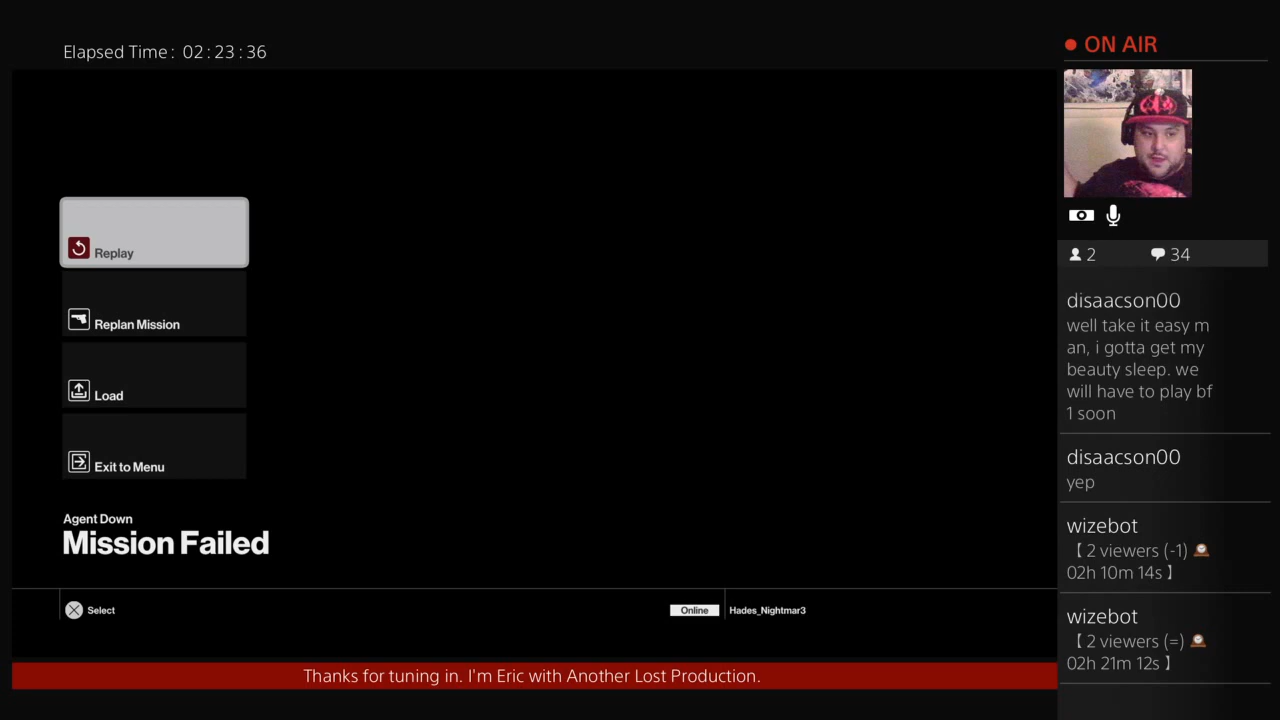 Elapsed Time: 02:23:36
ON AIR
2
34
Replay
Replan Mission
Load
Exit to Menu
Agent Down
Mission Failed
Select
Online
Hades_Nightmar3
Thanks for tuning in. I'm Eric with Another Lost Production.
disaacson00
well take it easy m
an, i gotta get my
beauty sleep. we
will have to play bf
1 soon
disaacson00
yep
wizebot
【 2 viewers (-1) 🕰
02h 10m 14s 】
wizebot
【 2 viewers (=) 🕰
02h 21m 12s 】